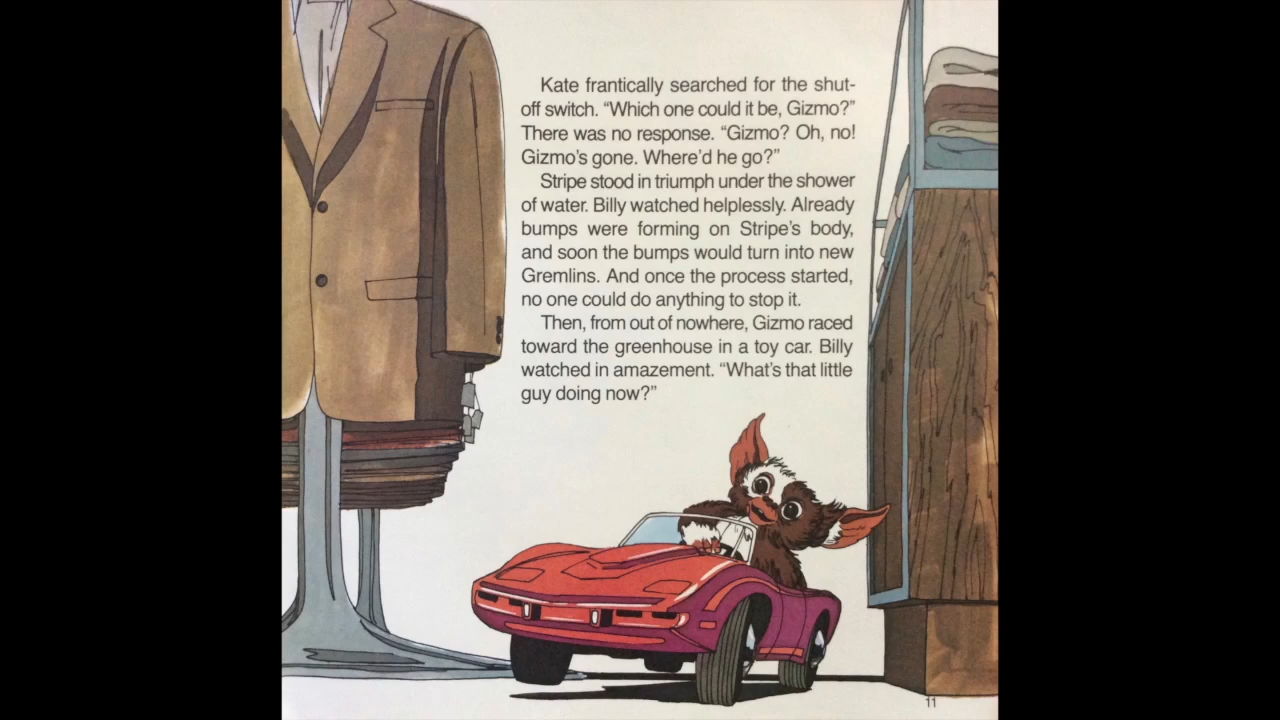 Kate frantically searched for the shut-
off switch. “Which one could it be, Gizmo?”
There was no response. “Gizmo? Oh, no!
Gizmo’s gone. Where’d he go?”
Stripe stood in triumph under the shower
of water. Billy watched helplessly. Already
bumps were forming on Stripe’s body,
and soon the bumps would turn into new
Gremlins. And once the process started,
no one could do anything to stop it.
Then, from out of nowhere, Gizmo raced
toward the greenhouse in a toy car. Billy
watched in amazement. “What’s that little
guy doing now?”
11